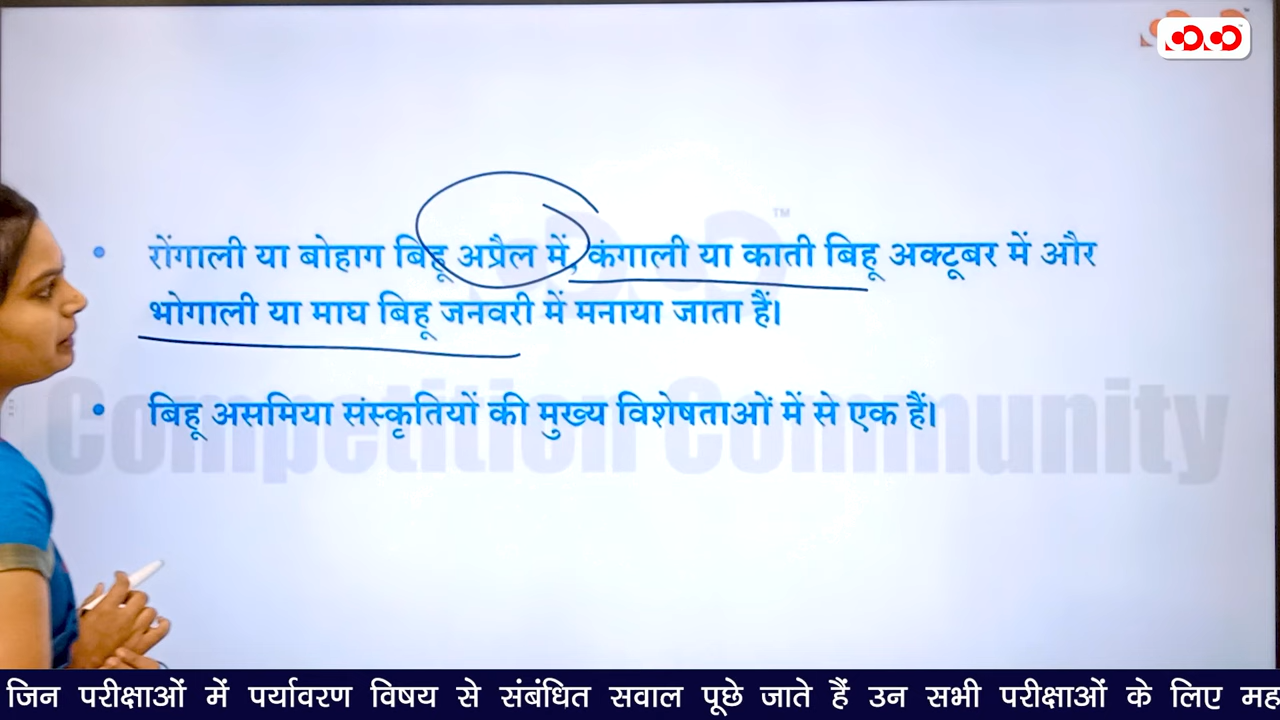 • रोंगाली या बोहाग बिहू अप्रैल में, कंगाली या काती बिहू अक्टूबर में और
भोगाली या माघ बिहू जनवरी में मनाया जाता हैं।
• बिहू असमिया संस्कृतियों की मुख्य विशेषताओं में से एक हैं।
Competition Community
जिन परीक्षाओं में पर्यावरण विषय से संबंधित सवाल पूछे जाते हैं उन सभी परीक्षाओं के लिए मह